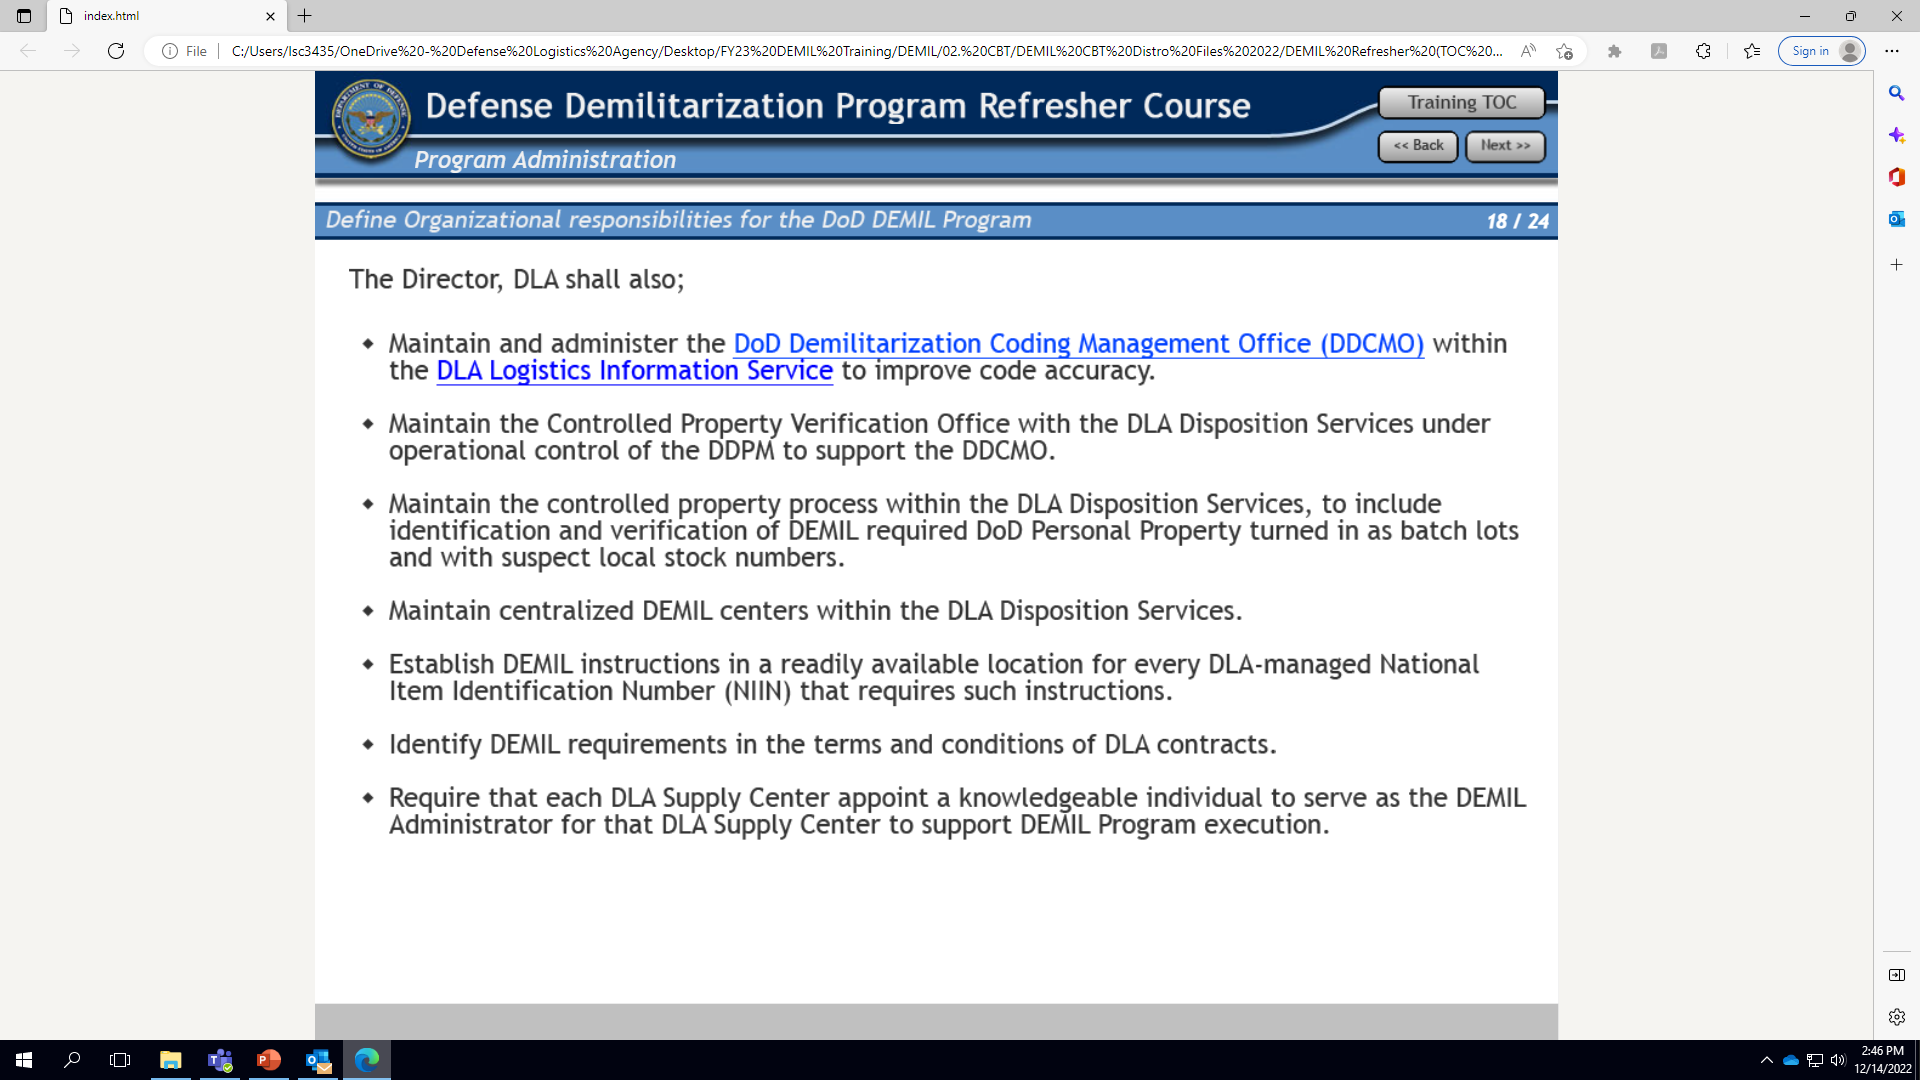 index.html
File
C:/Users/lsc3435/OneDrive%20-%20Defense%20Logistics%20Agency/Desktop/FY23%20DEMIL%20Training/DEMIL/02.%20CBT/DEMIL%20CBT%20Distro%20Files%202022/DEMIL%20Refresher%20(TOC%20...
Sign in
Defense Demilitarization Program Refresher Course
Training TOC
<< Back
Next >>
Program Administration
Define Organizational responsibilities for the DoD DEMIL Program
18 / 24
The Director, DLA shall also;
Maintain and administer the DoD Demilitarization Coding Management Office (DDCMO) within
the DLA Logistics Information Service to improve code accuracy.
Maintain the Controlled Property Verification Office with the DLA Disposition Services under
operational control of the DDPM to support the DDCMO.
Maintain the controlled property process within the DLA Disposition Services, to include
identification and verification of DEMIL required DoD Personal Property turned in as batch lots
and with suspect local stock numbers.
Maintain centralized DEMIL centers within the DLA Disposition Services.
Establish DEMIL instructions in a readily available location for every DLA-managed National
Item Identification Number (NIIN) that requires such instructions.
Identify DEMIL requirements in the terms and conditions of DLA contracts.
Require that each DLA Supply Center appoint a knowledgeable individual to serve as the DEMIL
Administrator for that DLA Supply Center to support DEMIL Program execution.
2:46 PM
12/14/2022